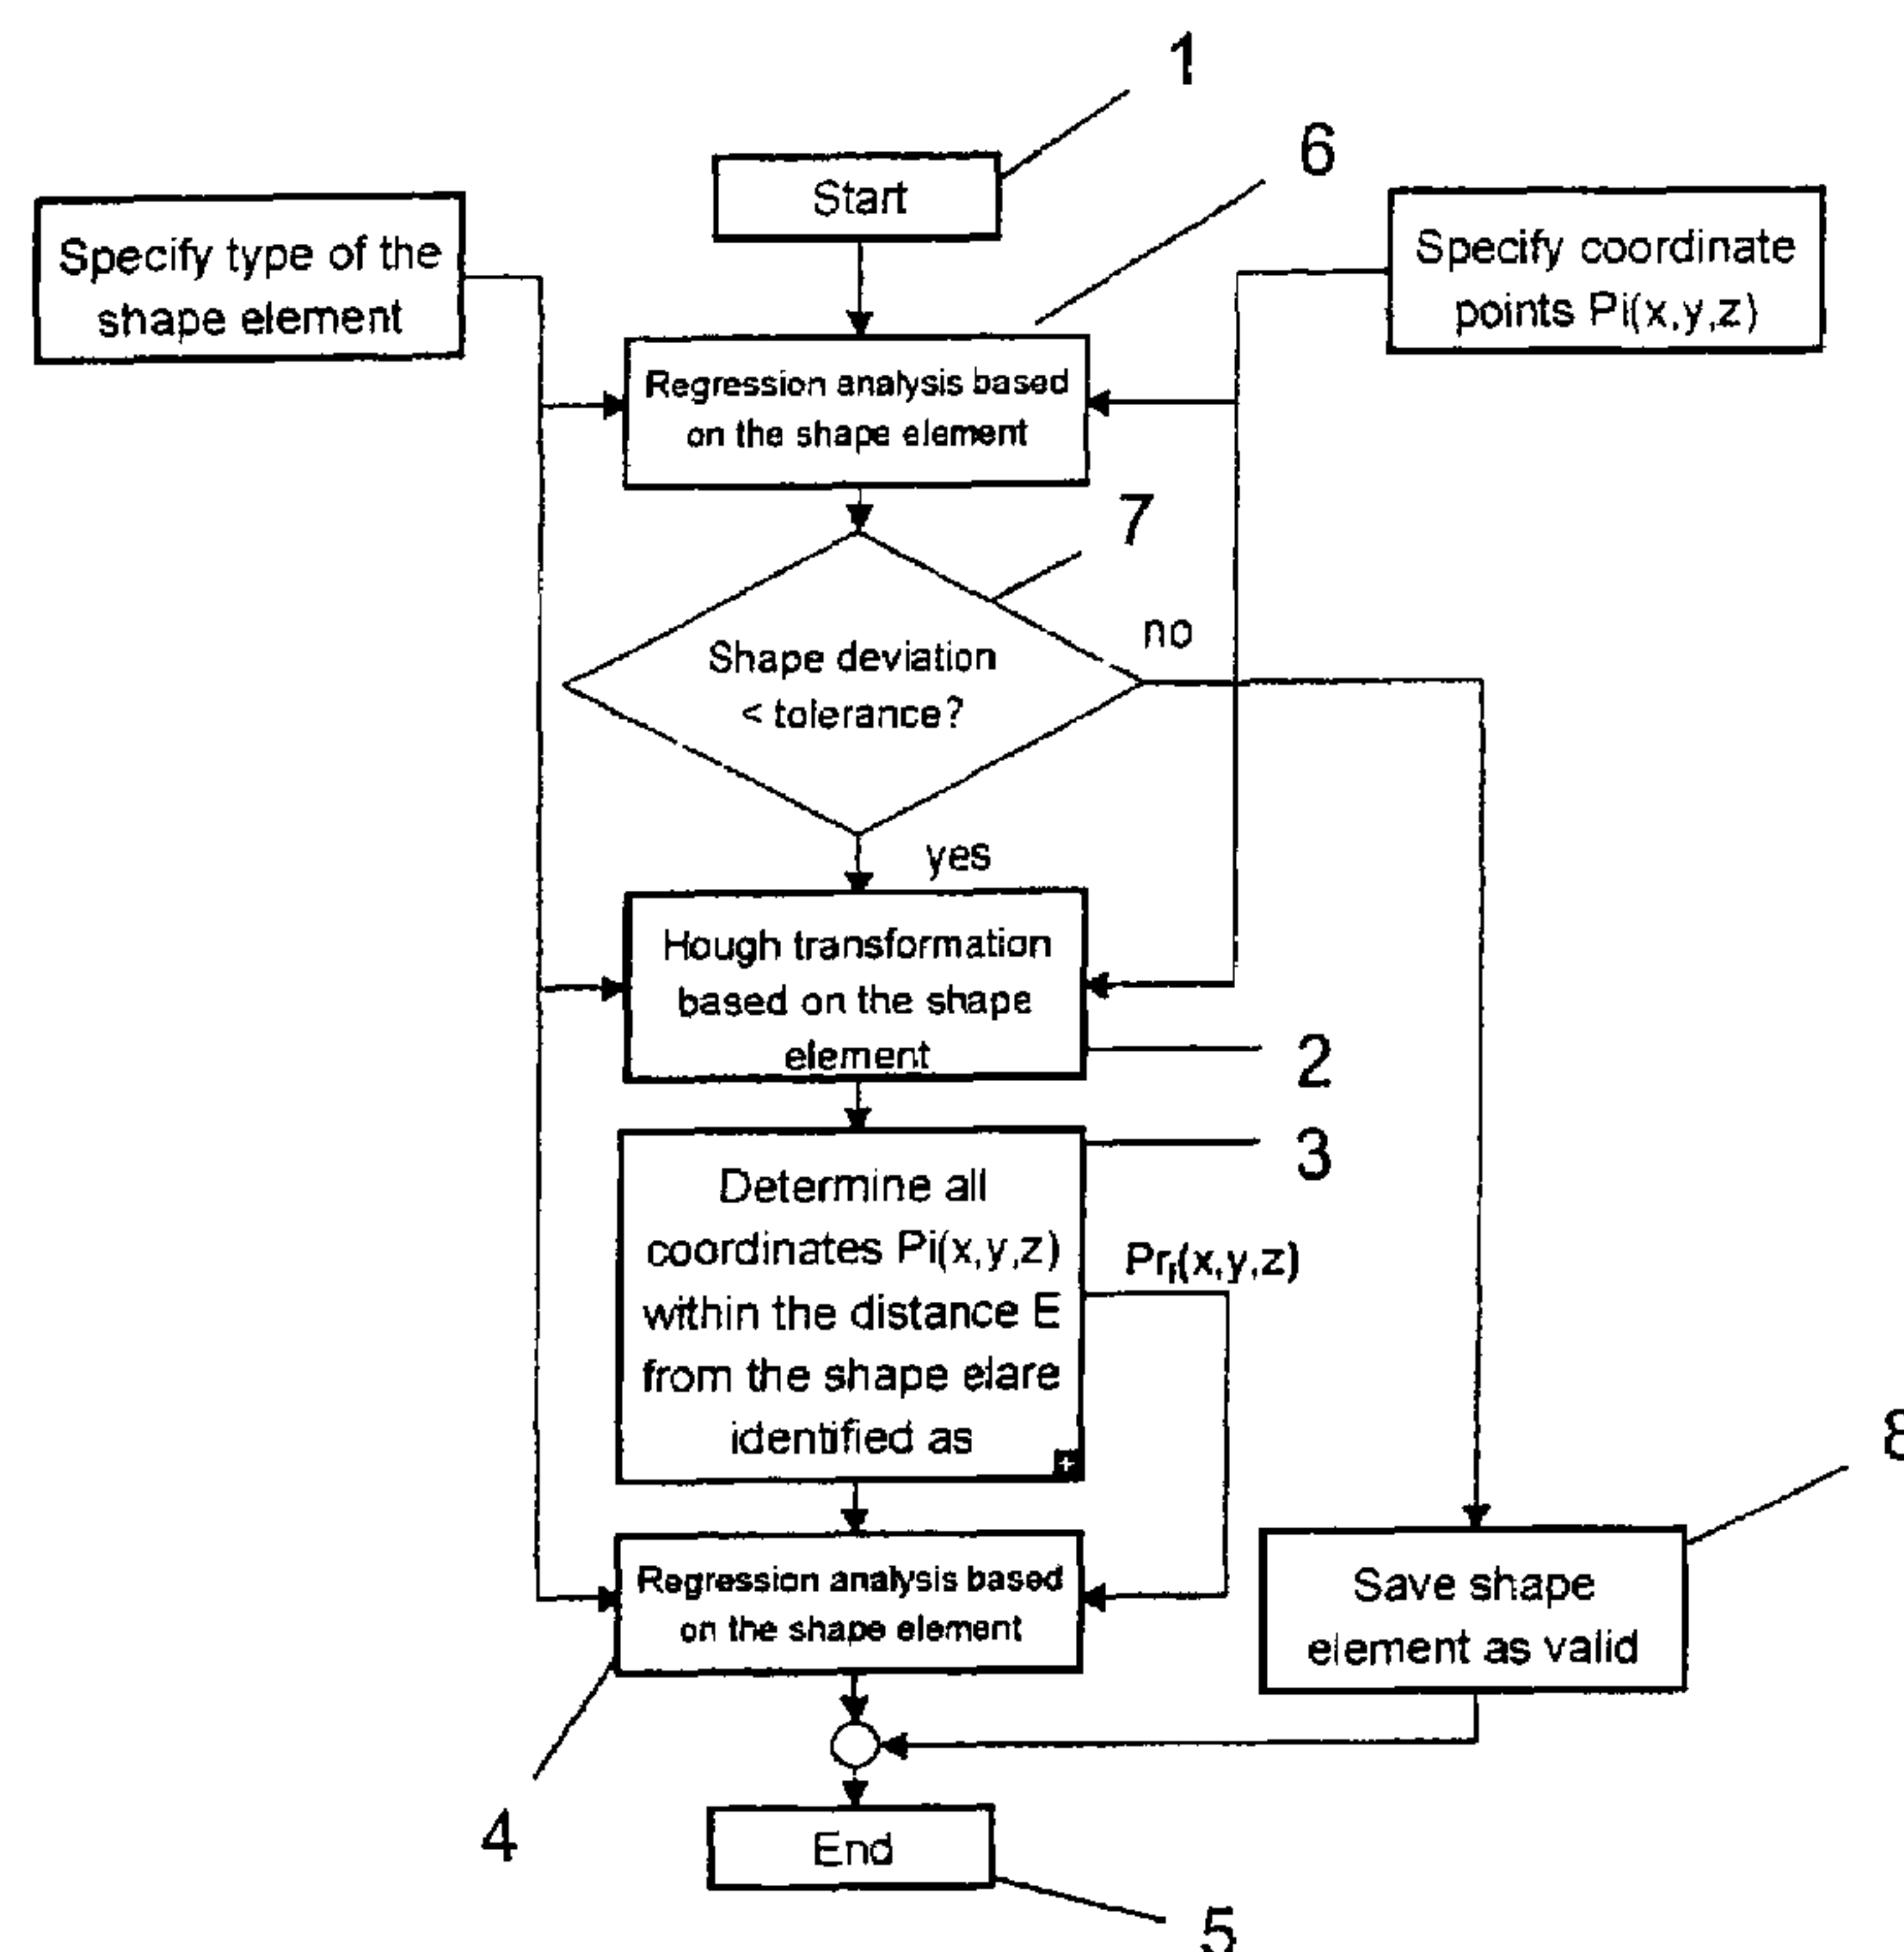 1
6
Start
Specify type of the
shape element
Specify coordinate
points Pi(x,y,z)
Regression analysis based
on the shape element
7
no
Shape deviation
< tolerance?
yes
Hough transformation
based on the shape
element
2
3
Determine all
coordinates Pi(x,y,z)
within the distance E
from the shape elare
identified as
Pri(x,y,z)
8
Regression analysis based
on the shape element
Save shape
element as valid
4
End
5